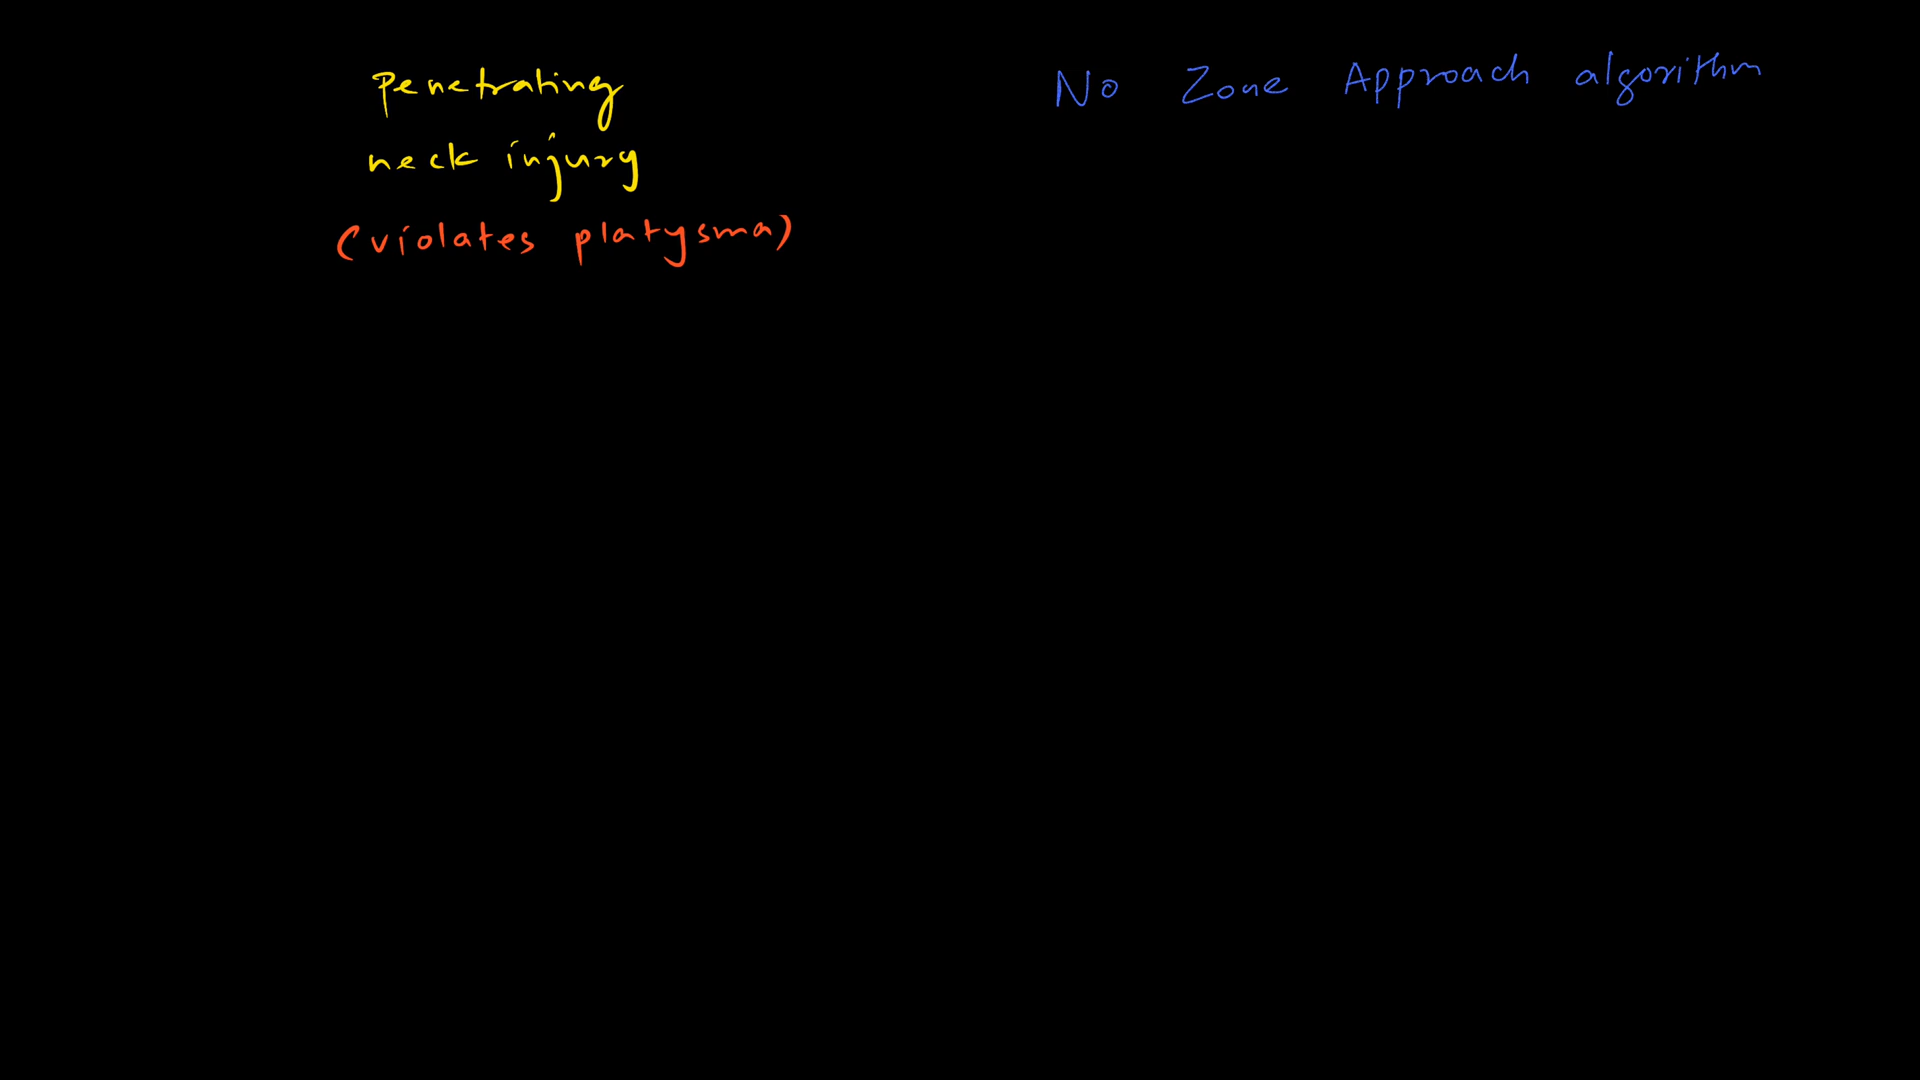 Penetrating
neck injury
(violates platysma)
No Zone Approach algorithm